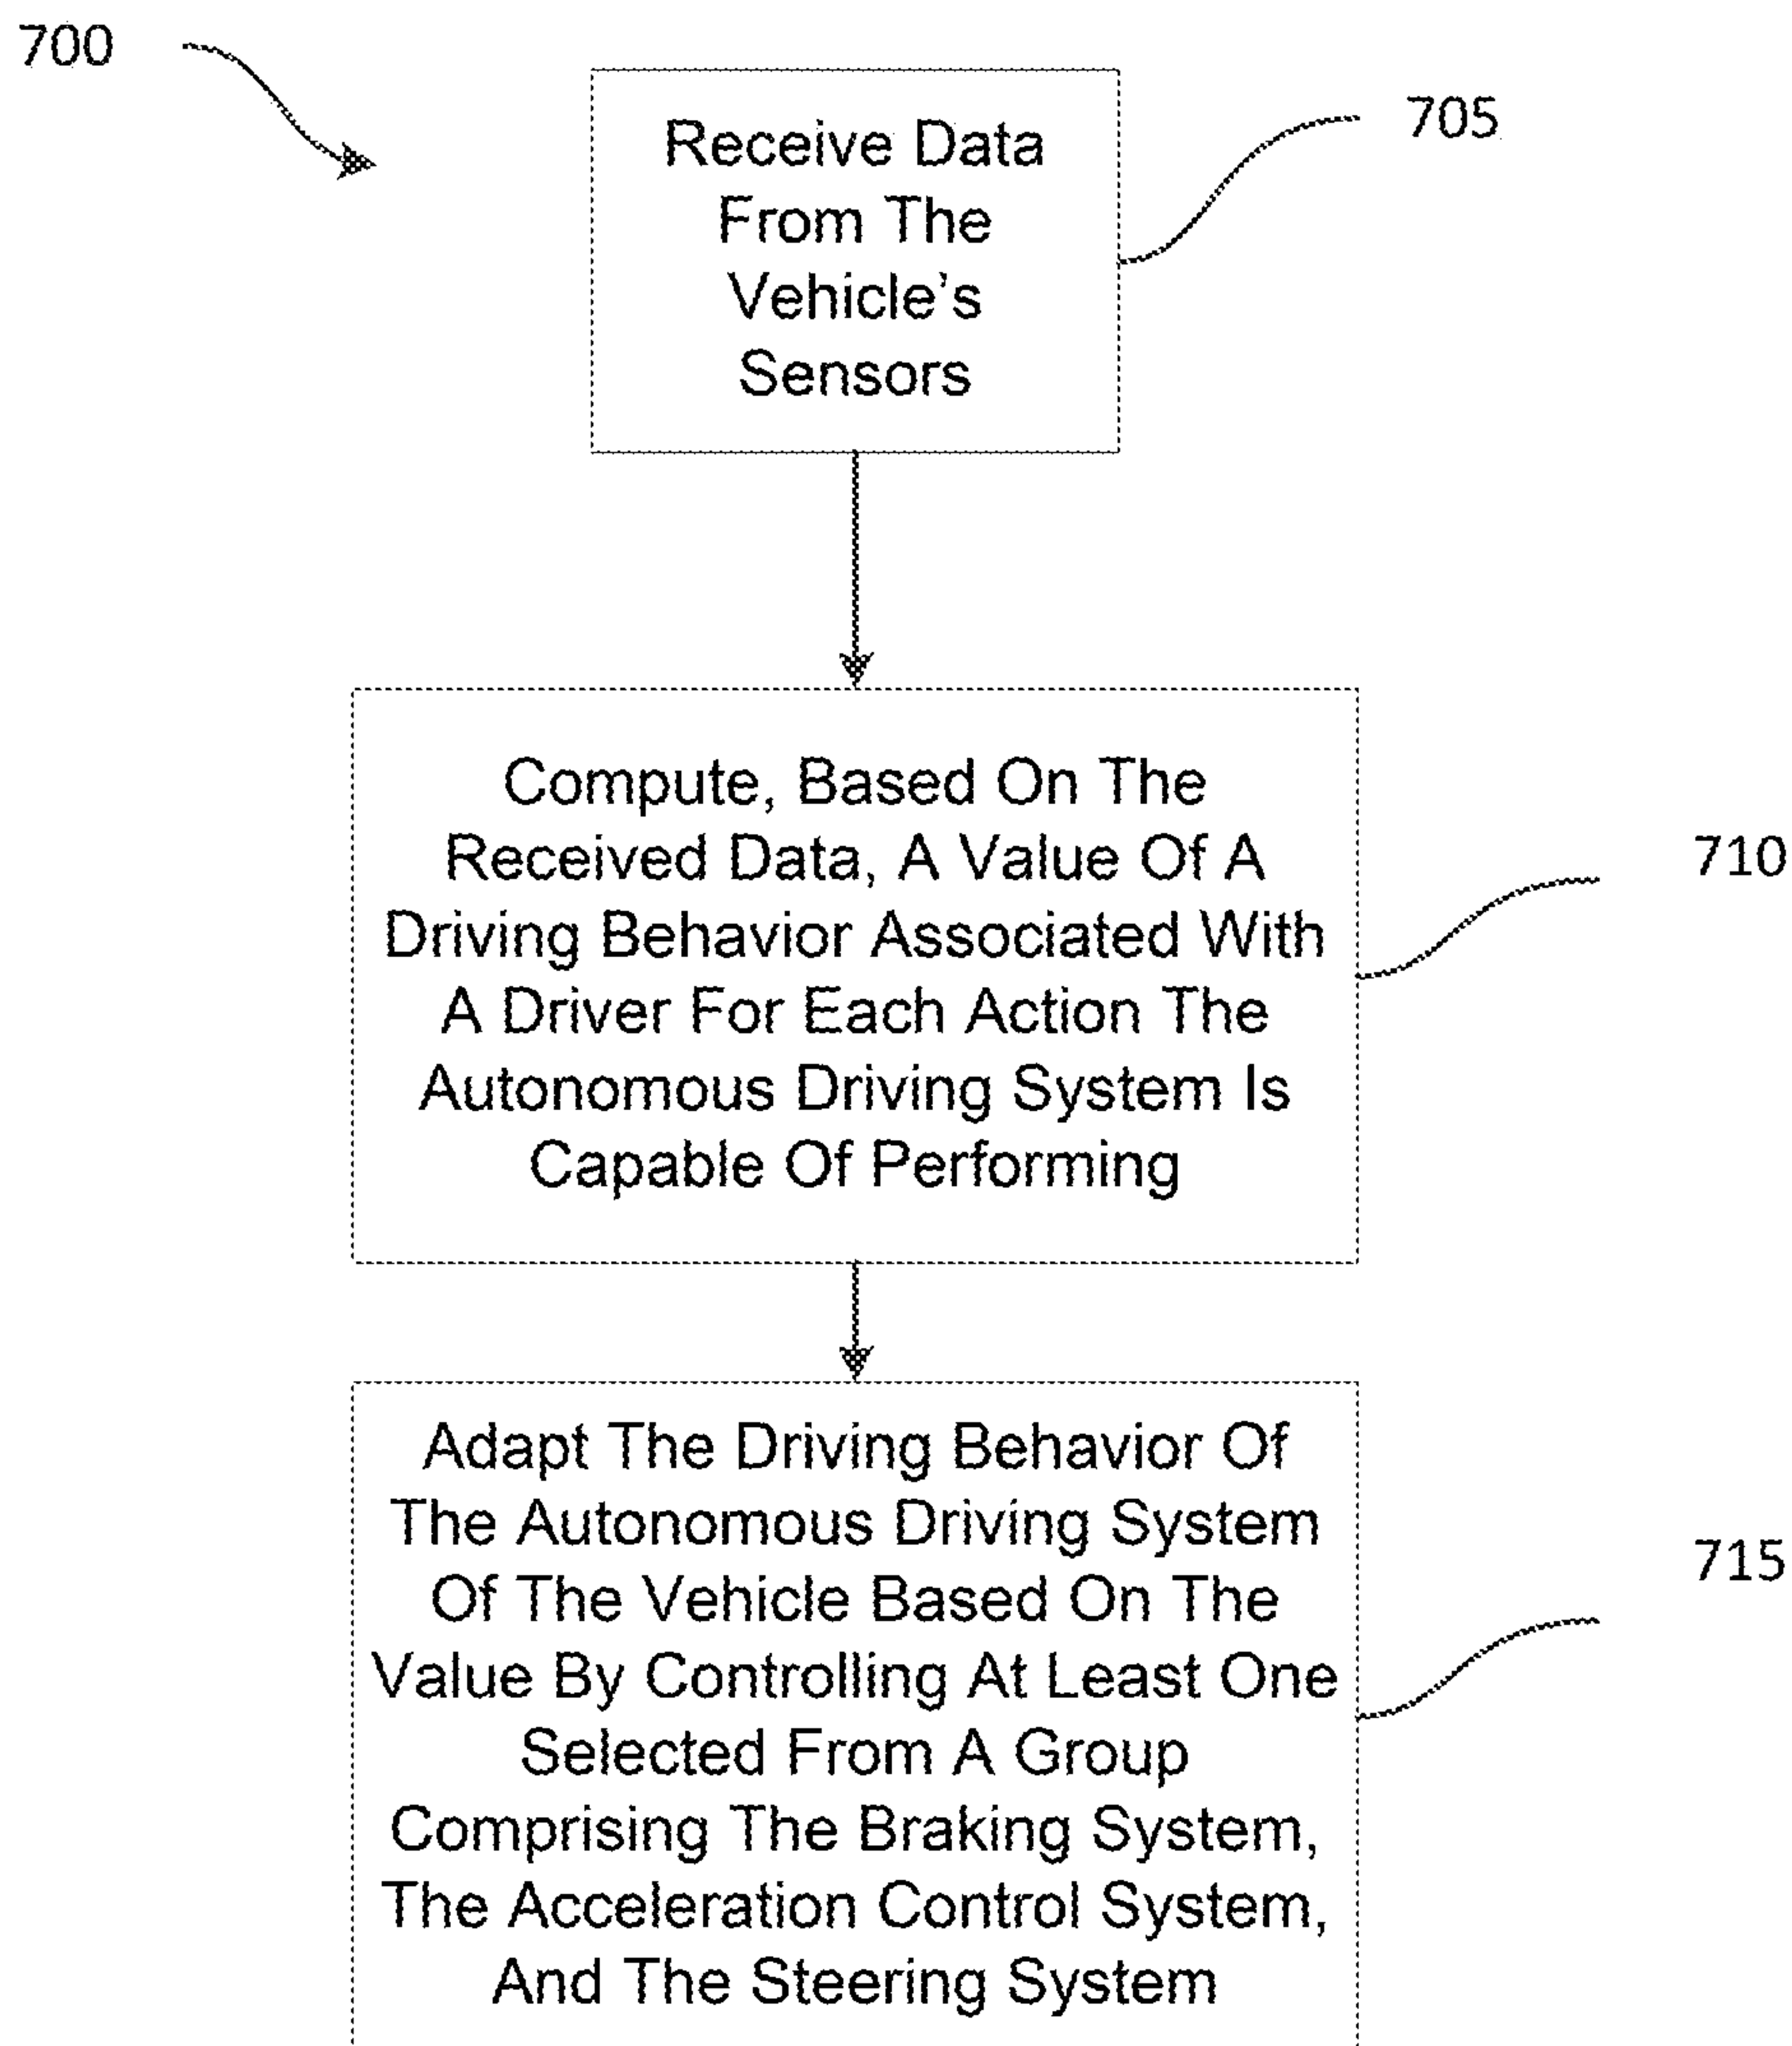 700
Receive Data
From The
Vehicle's
Sensors
705
Compute, Based On The
Received Data, A Value Of A
Driving Behavior Associated With
A Driver For Each Action The
Autonomous Driving System Is
Capable Of Performing
710
Adapt The Driving Behavior Of
The Autonomous Driving System
Of The Vehicle Based On The
Value By Controlling At Least One
Selected From A Group
Comprising The Braking System,
The Acceleration Control System,
And The Steering System
715